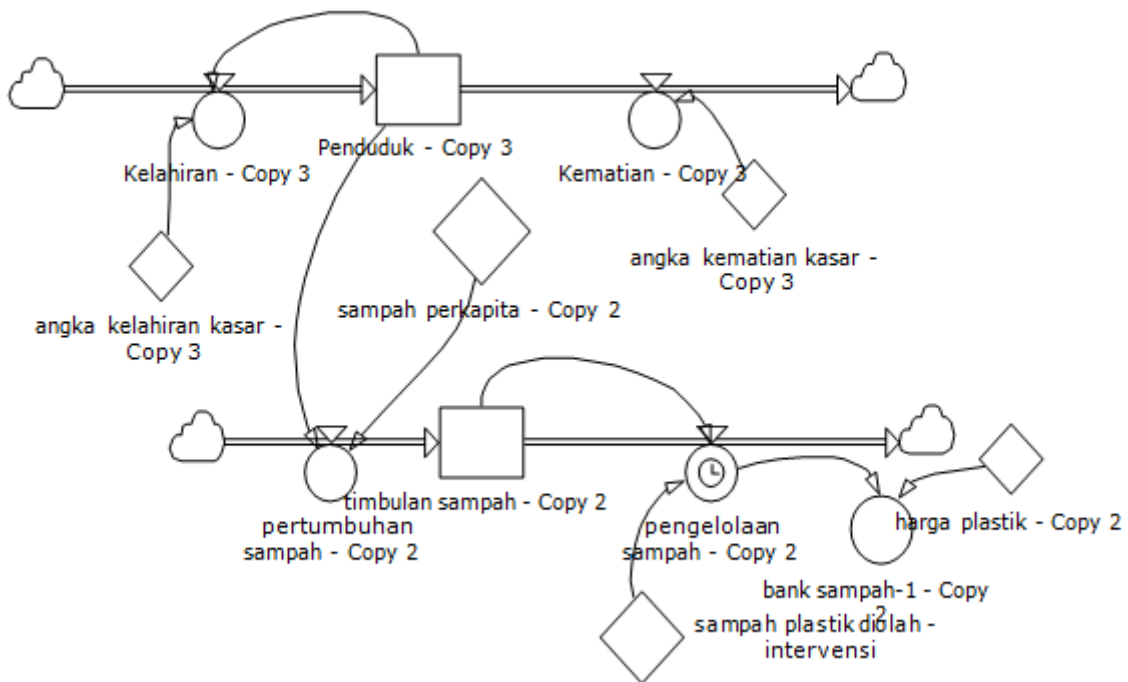 Kelahiran - Copy 3
Penduduk - Copy 3
Kematian - Copy 3
angka kelahiran kasar -
Copy 3
sampah perkapita - Copy 2
angka kematian kasar -
Copy 3
timbulan sampah - Copy 2
pertumbuhan
sampah - Copy 2
pengelolaan
sampah - Copy 2
harga plastik - Copy 2
bank sampah-1 - Copy
2
sampah plastik diolah -
intervensi